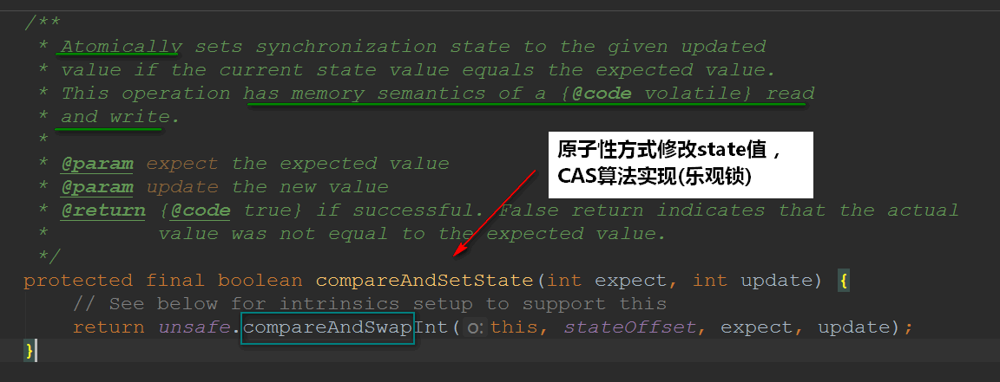 /**
* Atomically sets synchronization state to the given updated
* value if the current state value equals the expected value.
* This operation has memory semantics of a {@code volatile} read
* and write.
*
* @param expect the expected value
* @param update the new value
* @return {@code true} if successful. False return indicates that the actual
* value was not equal to the expected value.
*/
原子性方式修改state值，
CAS算法实现(乐观锁)
protected final boolean compareAndSetState(int expect, int update) {
// See below for intrinsics setup to support this
return unsafe.compareAndSwapInt(o: this, stateOffset, expect, update);
}